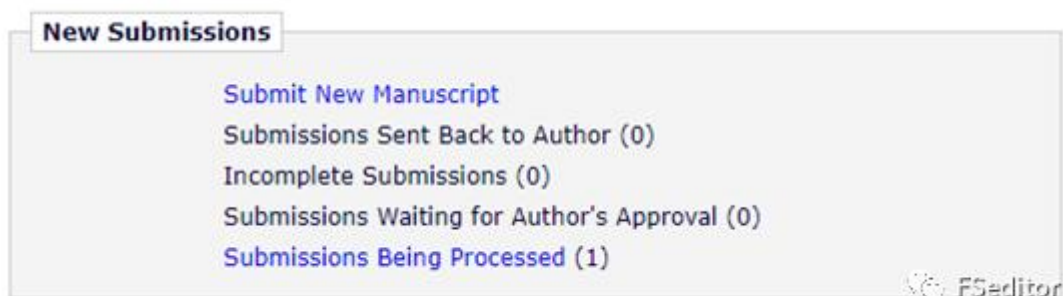 New Submissions
Submit New Manuscript
Submissions Sent Back to Author (0)
Incomplete Submissions (0)
Submissions Waiting for Author's Approval (0)
Submissions Being Processed (1)
FSeditor